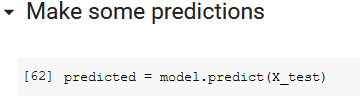 Make some predictions
[62] predicted = model.predict(X_test)